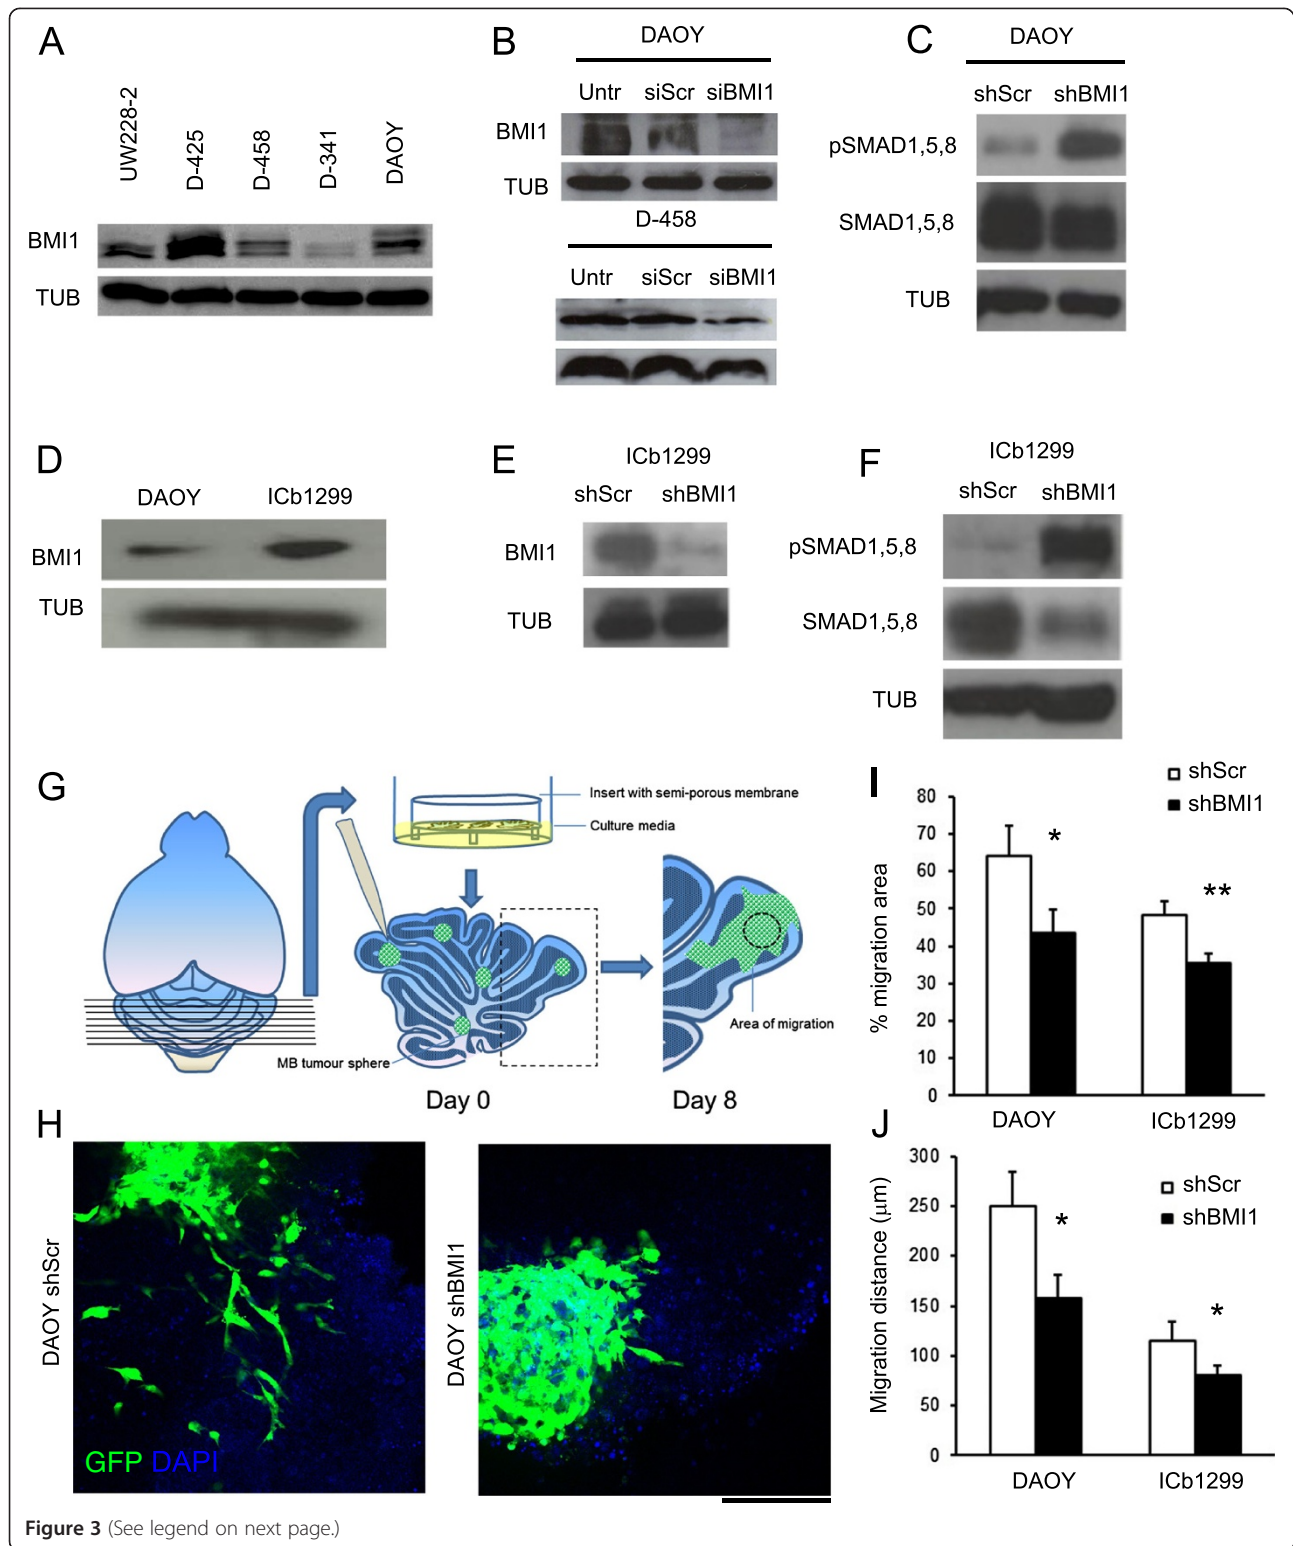 A
UW228-2
D-425
D-458
D-341
DAOY
BMI1
TUB
B
DAOY
Untr siScr siBMI1
BMI1
TUB
D-458
Untr siScr siBMI1
C
DAOY
shScr shBMI1
pSMAD1,5,8
SMAD1,5,8
TUB
D
DAOY ICb1299
BMI1
TUB
E
ICb1299
shScr shBMI1
BMI1
TUB
F
ICb1299
shScr shBMI1
pSMAD1,5,8
SMAD1,5,8
TUB
G
Insert with semi-porous membrane
Culture media
MB tumour sphere
Area of migration
Day 0
Day 8
H
DAOY shScr
GFP DAPI
DAOY shBMI1
I
shScr
shBMI1
% migration area
80
70
60
50
40
30
20
10
0
*
**
DAOY ICb1299
J
shScr
shBMI1
Migration distance (μm)
300
250
200
150
100
50
0
*
*
DAOY ICb1299
Figure 3 (See legend on next page.)